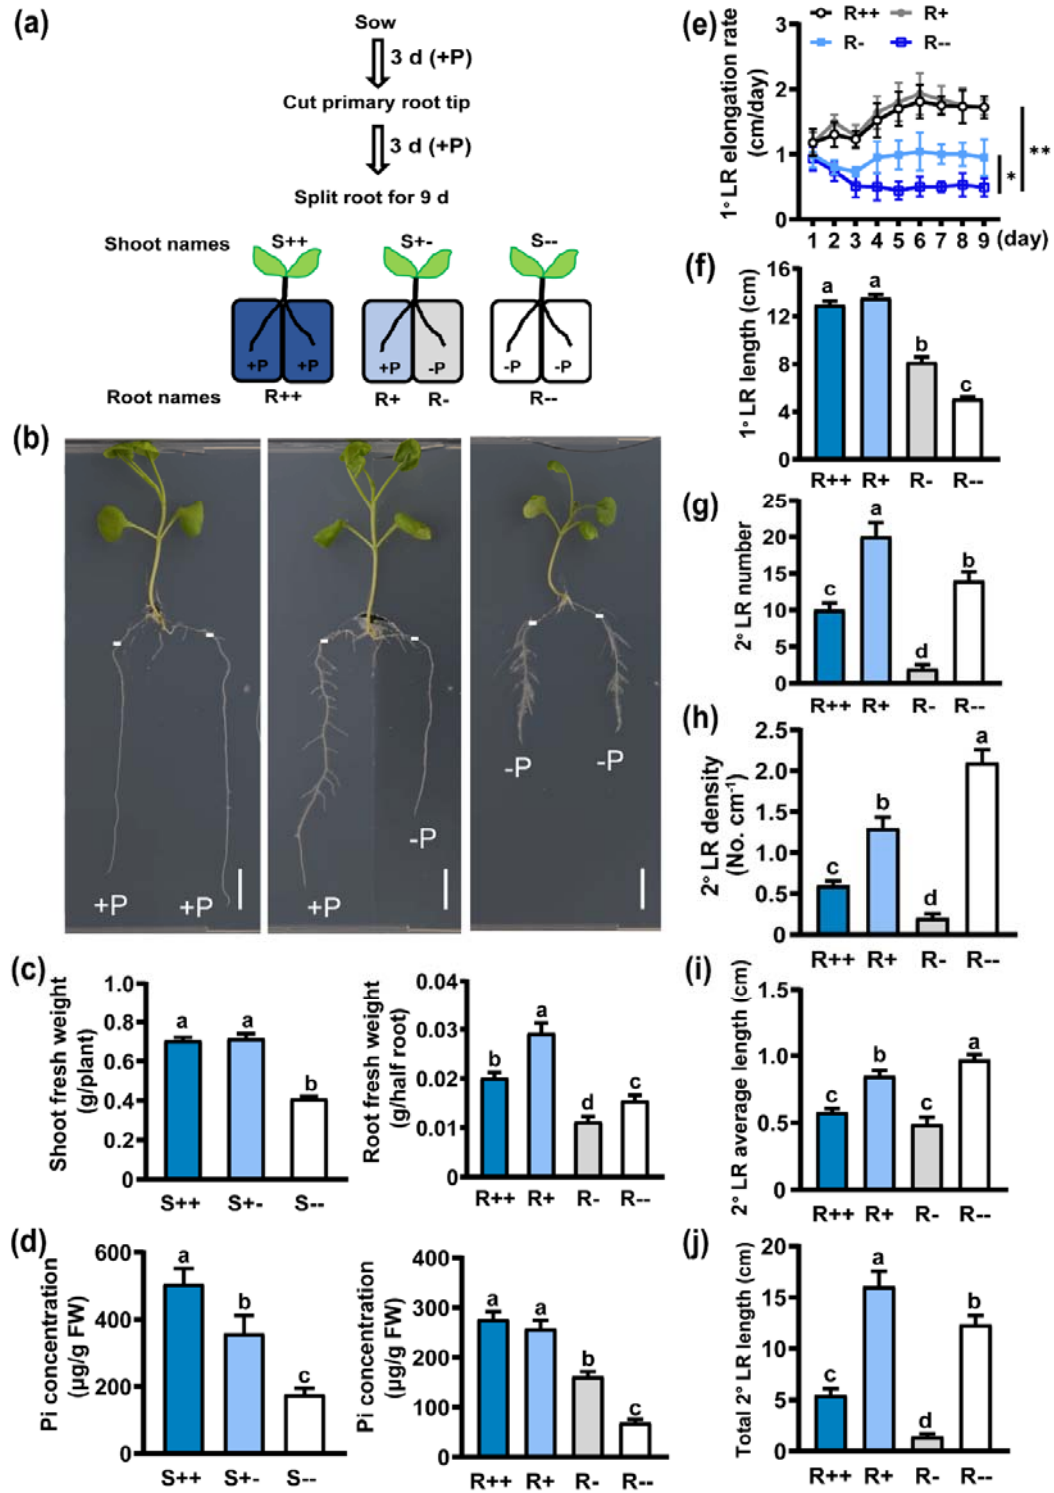 (a)
Sow
3 d (+P)
Cut primary root tip
3 d (+P)
Split root for 9 d
Shoot names
S++
S+-
S--
+P
+P
+P
-P
-P
-P
Root names
R++
R+
R-
R--
(b)
+P
+P
+P
-P
-P
-P
(c)
Shoot fresh weight
(g/plant)
1.0
0.8
0.6
0.4
0.2
0
a
a
b
S++
S+-
S--
Root fresh weight
(g/half root)
0.04
0.03
0.02
0.01
0
b
a
d
c
R++
R+
R-
R--
(d)
Pi concentration
(µg/g FW)
600
400
200
0
a
b
c
S++
S+-
S--
Pi concentration
(µg/g FW)
400
300
200
100
0
a
a
b
c
R++
R+
R-
R--
(e)
R++
R+
R-
R--
1° LR elongation rate
(cm/day)
3
2
1
0
*
**
1 2 3 4 5 6 7 8 9 (day)
(f)
1° LR length (cm)
16
12
8
4
0
a
a
b
c
R++
R+
R-
R--
(g)
2° LR number
25
20
15
10
5
0
c
a
d
b
R++
R+
R-
R--
(h)
2° LR density
(No. cm-1)
2.5
2.0
1.5
1.0
0.5
0
c
b
d
a
R++
R+
R-
R--
(i)
2° LR average length (cm)
1.5
1.0
0.5
0
c
b
c
a
R++
R+
R-
R--
(j)
Total 2° LR length (cm)
20
15
10
5
0
c
a
d
b
R++
R+
R-
R--